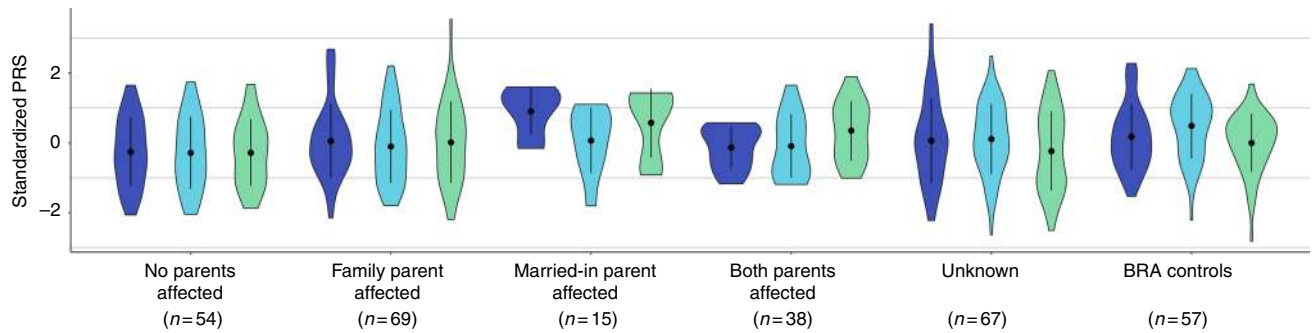 Standardized PRS
2
0
–2
No parents affected (n=54)
Family parent affected (n=69)
Married-in parent affected (n=15)
Both parents affected (n=38)
Unknown (n=67)
BRA controls (n=57)